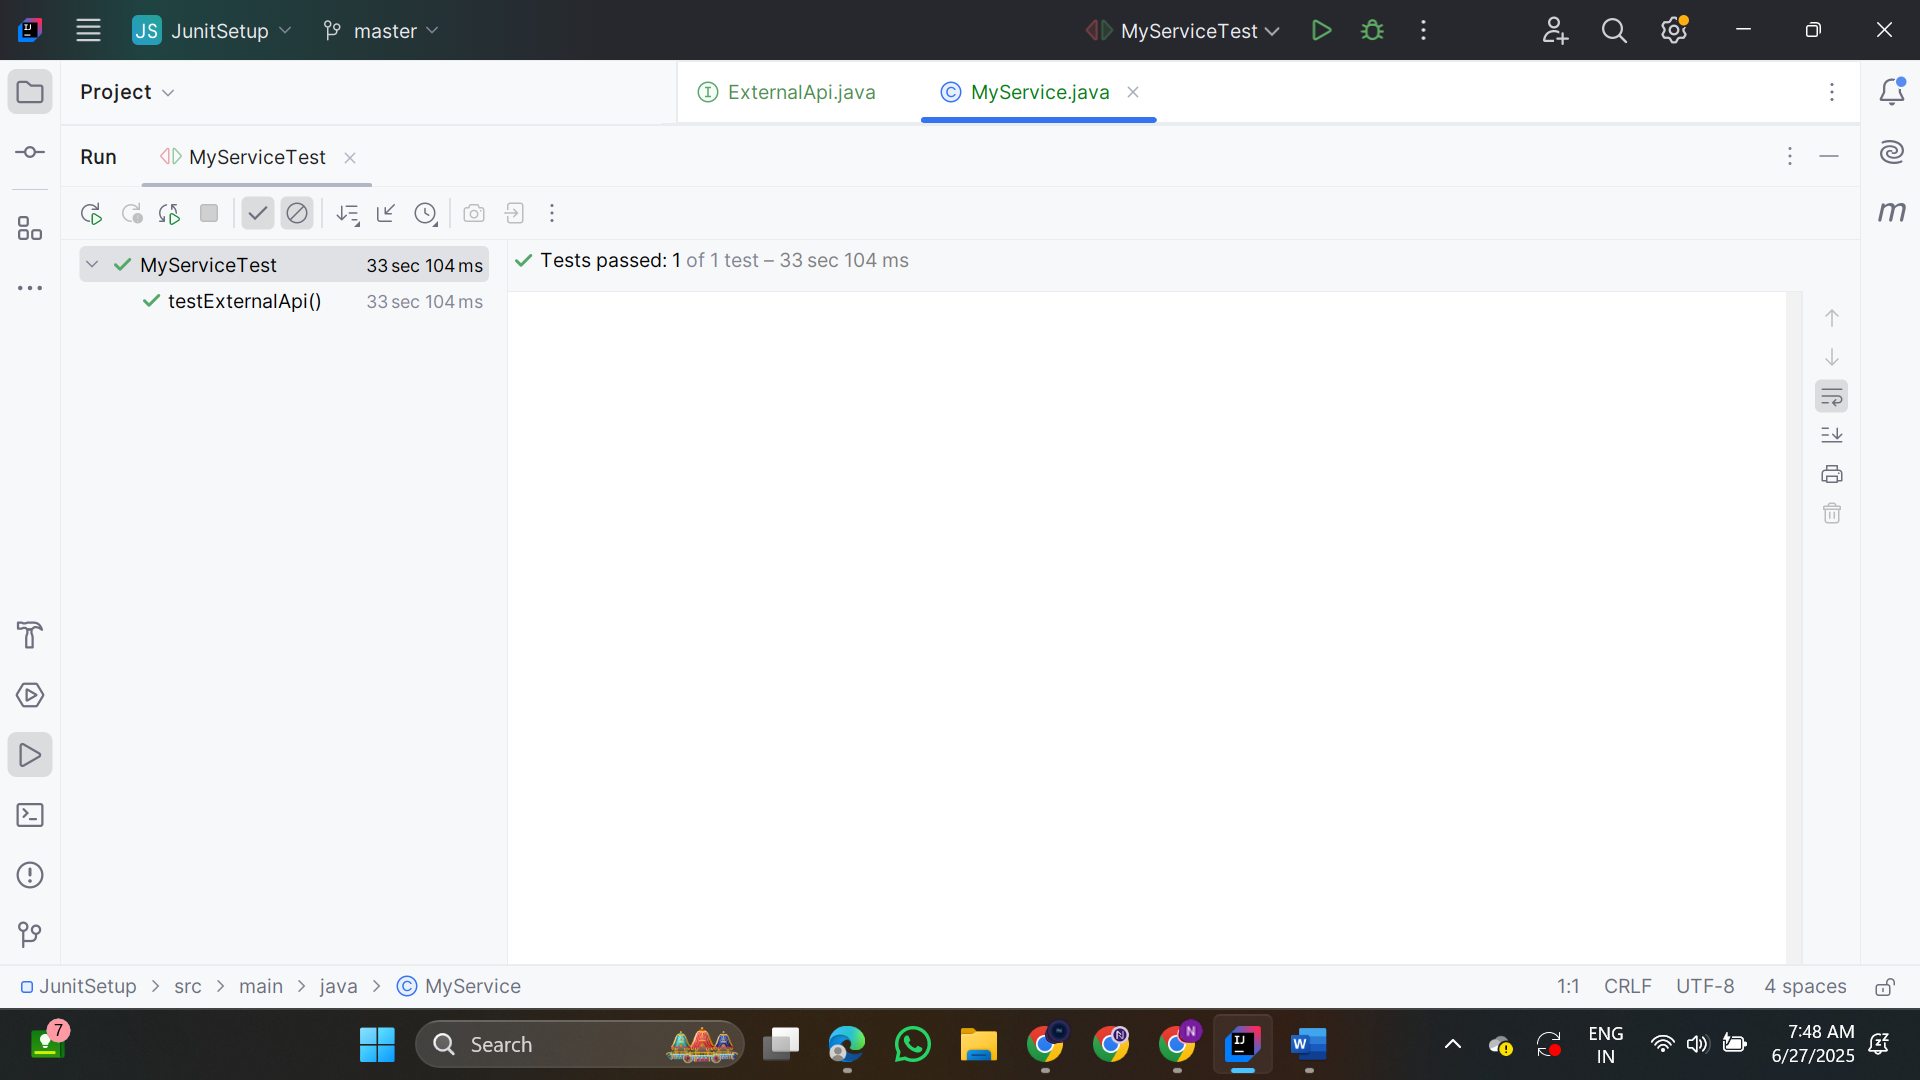 IJ
JS JunitSetup master MyServiceTest
Project ExternalApi.java MyService.java
Run MyServiceTest
MyServiceTest 33 sec 104 ms
Tests passed: 1 of 1 test – 33 sec 104 ms
testExternalApi() 33 sec 104 ms
m
JunitSetup > src > main > java > MyService 1:1 CRLF UTF-8 4 spaces
7
Search
N
N
IJ
W
ENG
IN
7:48 AM
6/27/2025